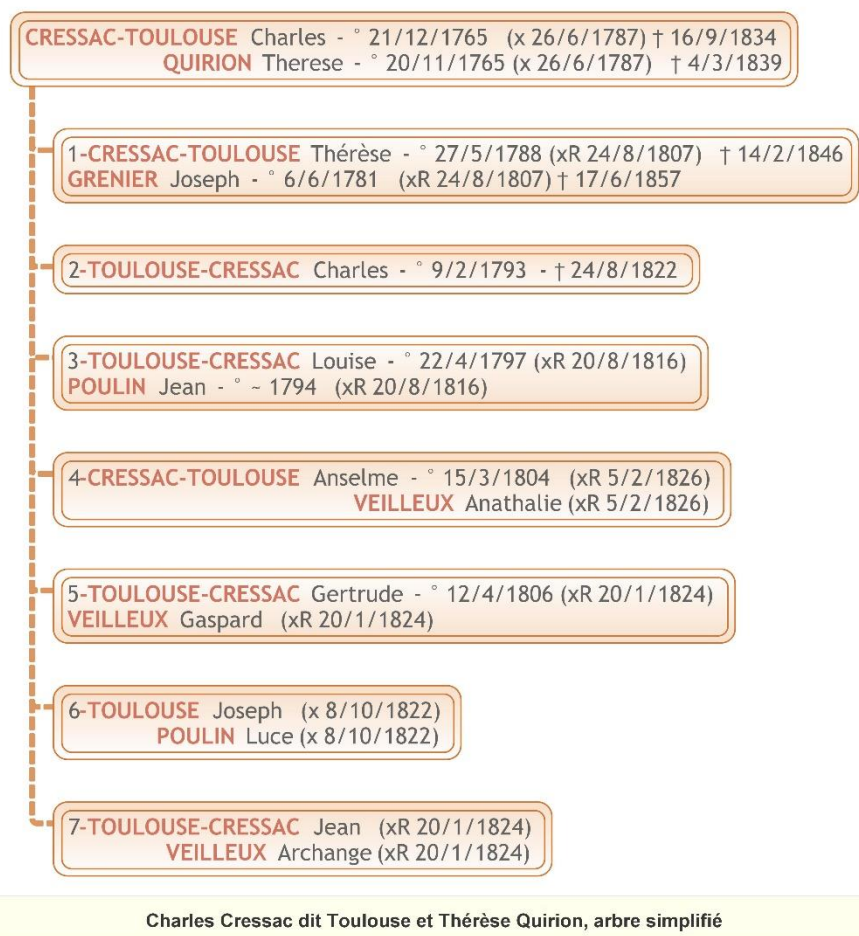 CRESSAC-TOULOUSE Charles - ° 21/12/1765 (x 26/6/1787) † 16/9/1834
QUIRION Therese - ° 20/11/1765 (x 26/6/1787) † 4/3/1839
1-CRESSAC-TOULOUSE Thérèse - ° 27/5/1788 (xR 24/8/1807) † 14/2/1846
GRENIER Joseph - ° 6/6/1781 (xR 24/8/1807) † 17/6/1857
2-TOULOUSE-CRESSAC Charles - ° 9/2/1793 - † 24/8/1822
3-TOULOUSE-CRESSAC Louise - ° 22/4/1797 (xR 20/8/1816)
POULIN Jean - ° ~ 1794 (xR 20/8/1816)
4-CRESSAC-TOULOUSE Anselme - ° 15/3/1804 (xR 5/2/1826)
VEILLEUX Anathalie (xR 5/2/1826)
5-TOULOUSE-CRESSAC Gertrude - ° 12/4/1806 (xR 20/1/1824)
VEILLEUX Gaspard (xR 20/1/1824)
6-TOULOUSE Joseph (x 8/10/1822)
POULIN Luce (x 8/10/1822)
7-TOULOUSE-CRESSAC Jean (xR 20/1/1824)
VEILLEUX Archange (xR 20/1/1824)
Charles Cressac dit Toulouse et Thérèse Quirion, arbre simplifié